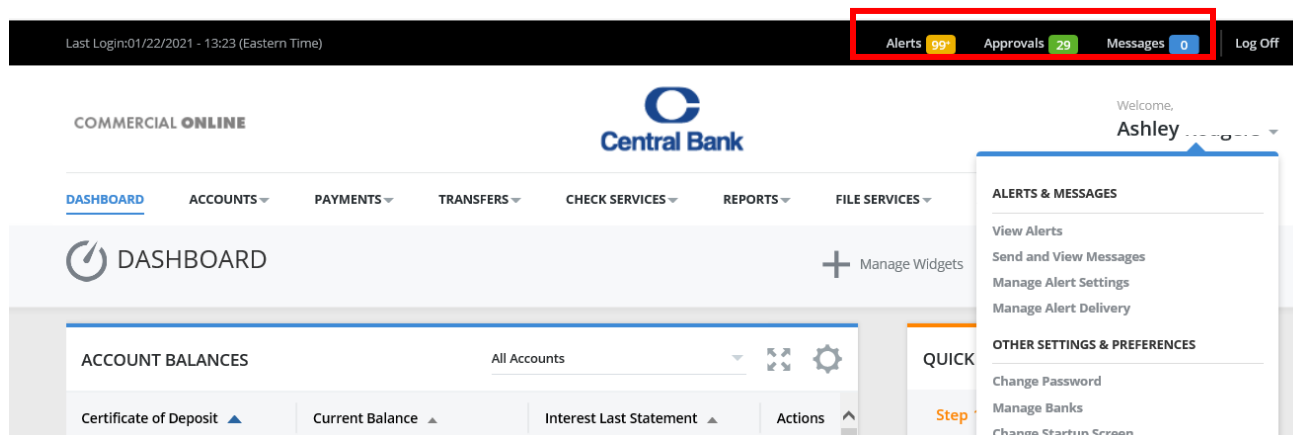 Last Login:01/22/2021 - 13:23 (Eastern Time)
Alerts 99+ Approvals 29 Messages 0 Log Off
COMMERCIAL ONLINE
Central Bank
Welcome,
Ashley
DASHBOARD ACCOUNTS PAYMENTS TRANSFERS CHECK SERVICES REPORTS FILE SERVICES
DASHBOARD
Manage Widgets
ALERTS & MESSAGES
View Alerts
Send and View Messages
Manage Alert Settings
Manage Alert Delivery
OTHER SETTINGS & PREFERENCES
Change Password
Manage Banks
Change Startup Screen
ACCOUNT BALANCES All Accounts
Certificate of Deposit Current Balance Interest Last Statement Actions
QUICK
Step